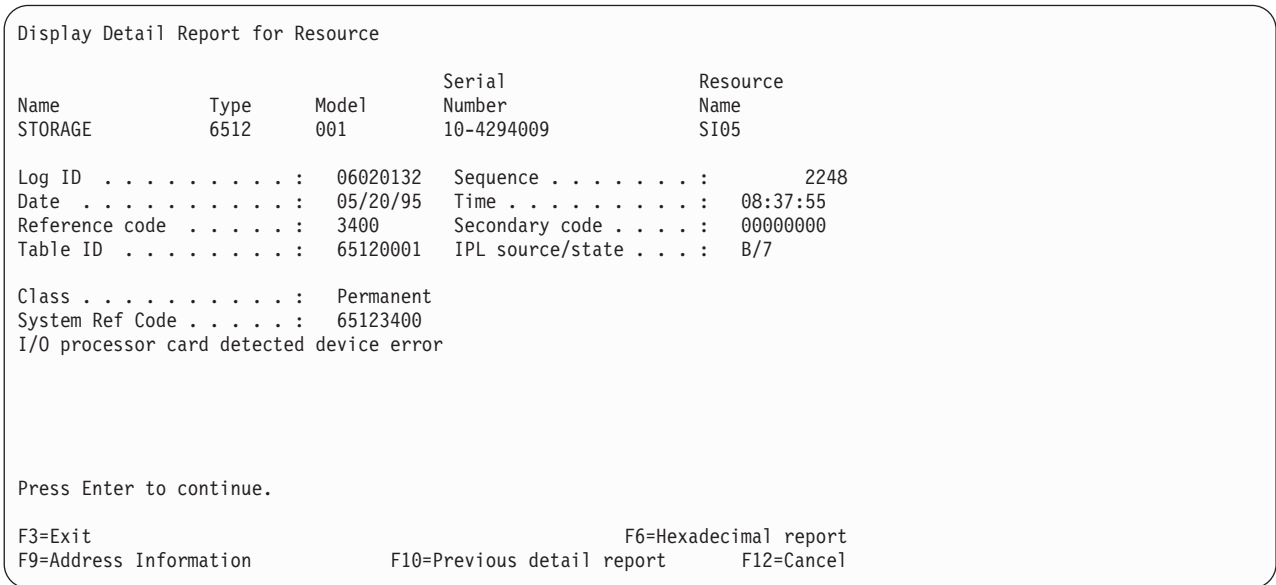 Display Detail Report for Resource
Serial Resource
Name Type Model Number Name
STORAGE 6512 001 10-4294009 SI05
Log ID . . . . . . . . . : 06020132 Sequence . . . . . . . : 2248
Date . . . . . . . . . . : 05/20/95 Time . . . . . . . . . : 08:37:55
Reference code . . . . . : 3400 Secondary code . . . . : 00000000
Table ID . . . . . . . . : 65120001 IPL source/state . . . : B/7
Class . . . . . . . . . . : Permanent
System Ref Code . . . . . : 65123400
I/O processor card detected device error
Press Enter to continue.
F3=Exit F6=Hexadecimal report
F9=Address Information F10=Previous detail report F12=Cancel